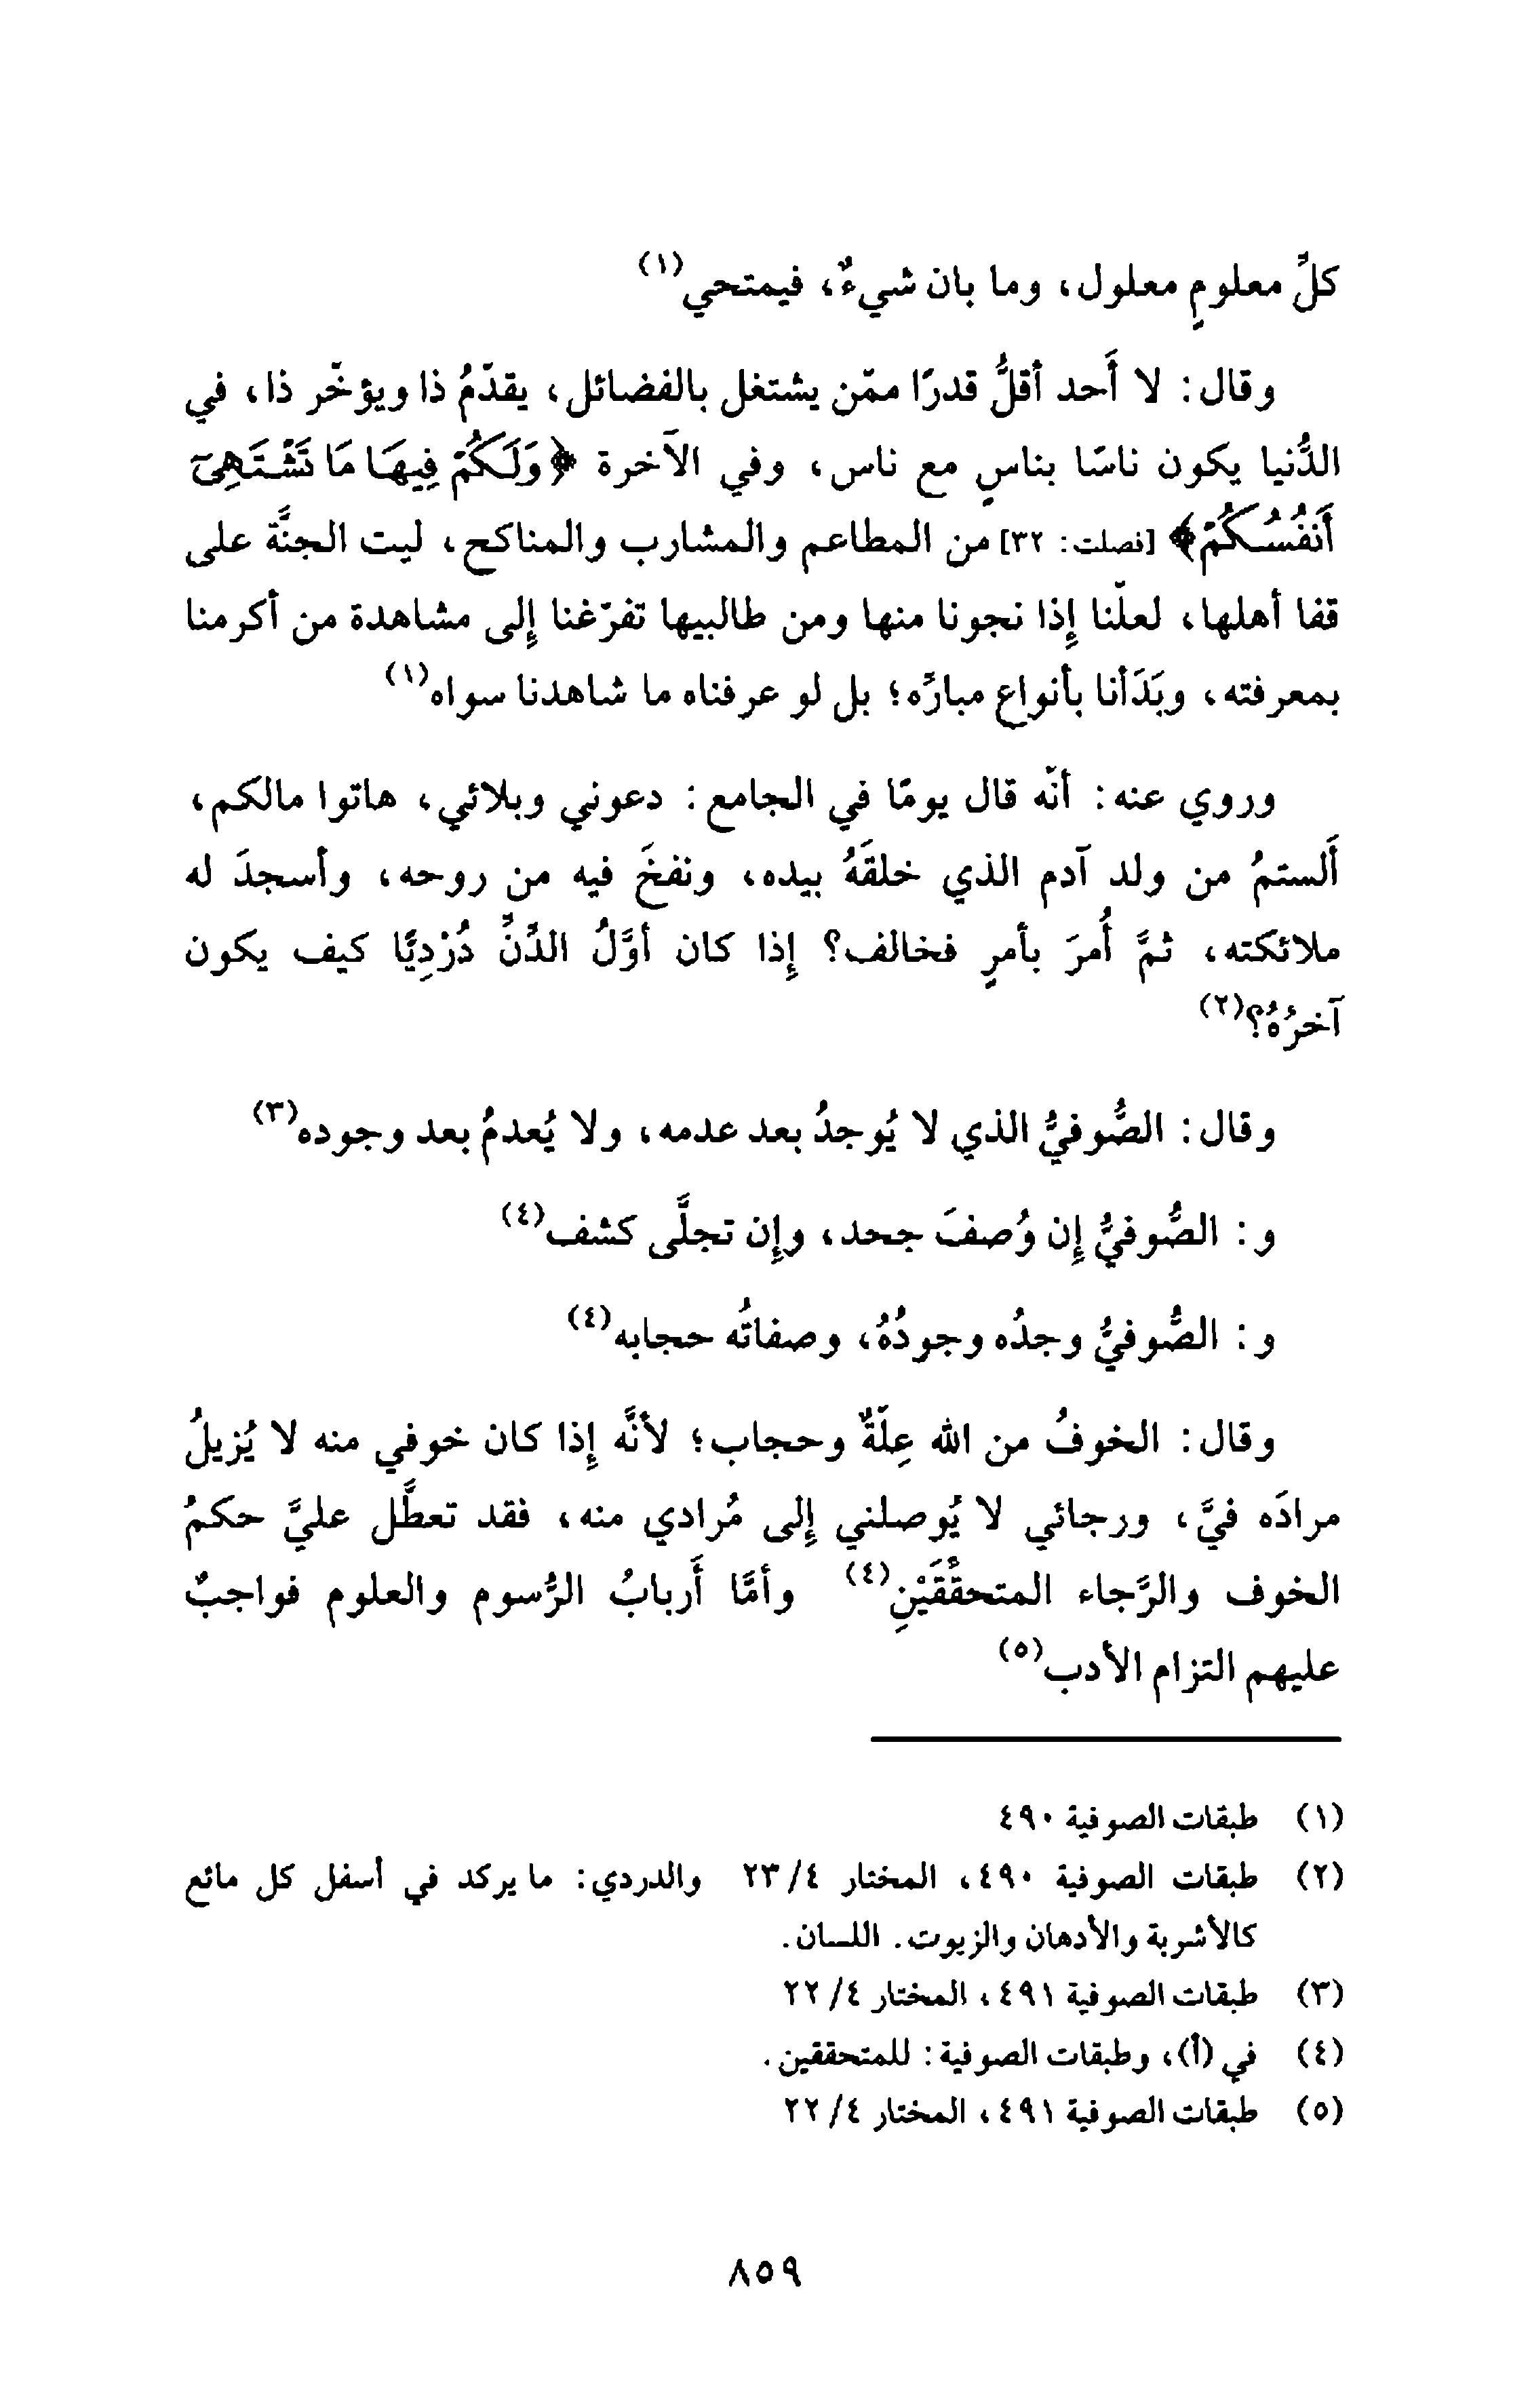 كلِّ معلومٍ معلول، وما بان شيءٌ، فيمتحي(١)
وقال: لا أَحد أقلُّ قدرًا ممّن يشتغل بالفضائل، يقدّمُ ذا ويؤخّر ذا، في
الدُّنيا يكون ناسًا بناسٍ مع ناس، وفي الآخرة ﴿وَلَكُمْ فِيهَا مَا تَشْتَهِىٓ
أَنفُسُكُمْ﴾ [فصلت: ٣٢] من المطاعم والمشارب والمناكح، ليت الجنَّة على
قفا أهلها، لعلّنا إذا نجونا منها ومن طالبيها تفرّغنا إلى مشاهدة من أكرمنا
بمعرفته، وبَدَأنا بأنواع مبارِّه؛ بل لو عرفناه ما شاهدنا سواه(١)
وروي عنه: أنّه قال يومًا في الجامع: دعوني وبلائي، هاتوا مالكم،
أَلستمُ من ولد آدم الذي خلقَهُ بيده، ونفخَ فيه من روحه، وأسجدَ له
ملائكته، ثمَّ أُمرَ بأمرٍ فخالف؟ إذا كان أوَّلُ الدَّنِّ دُرْدِيًّا كيف يكون
آخرُهُ؟(٢)
وقال: الصُّوفيُّ الذي لا يُوجدُ بعد عدمه، ولا يُعدمُ بعد وجوده(٣)
و: الصُّوفيُّ إن وُصفَ جحد، وإن تجلَّى كشف(٤)
و: الصُّوفيُّ وجدُه وجودُهُ، وصفاتُه حجابه(٤)
وقال: الخوفُ من الله عِلّةٌ وحجاب؛ لأنَّه إذا كان خوفي منه لا يُزيلُ
مرادَه فيَّ، ورجائي لا يُوصلني إلى مُرادي منه، فقد تعطَّل عليَّ حكمُ
الخوف والرَّجاء المتحقِّقَيْنِ(٤) وأمَّا أَربابُ الرُّسوم والعلوم فواجبٌ
عليهم التزام الأدب(٥)
(١) طبقات الصوفية ٤٩٠
(٢) طبقات الصوفية ٤٩٠، المختار ٤/ ٢٣ والدردي: ما يركد في أسفل كل مائع
كالأشربة والأدهان والزيوت. اللسان.
(٣) طبقات الصوفية ٤٩١، المختار ٤/ ٢٢
(٤) في (أ)، وطبقات الصوفية: للمتحققين.
(٥) طبقات الصوفية ٤٩١، المختار ٤/ ٢٢
٨٥٩